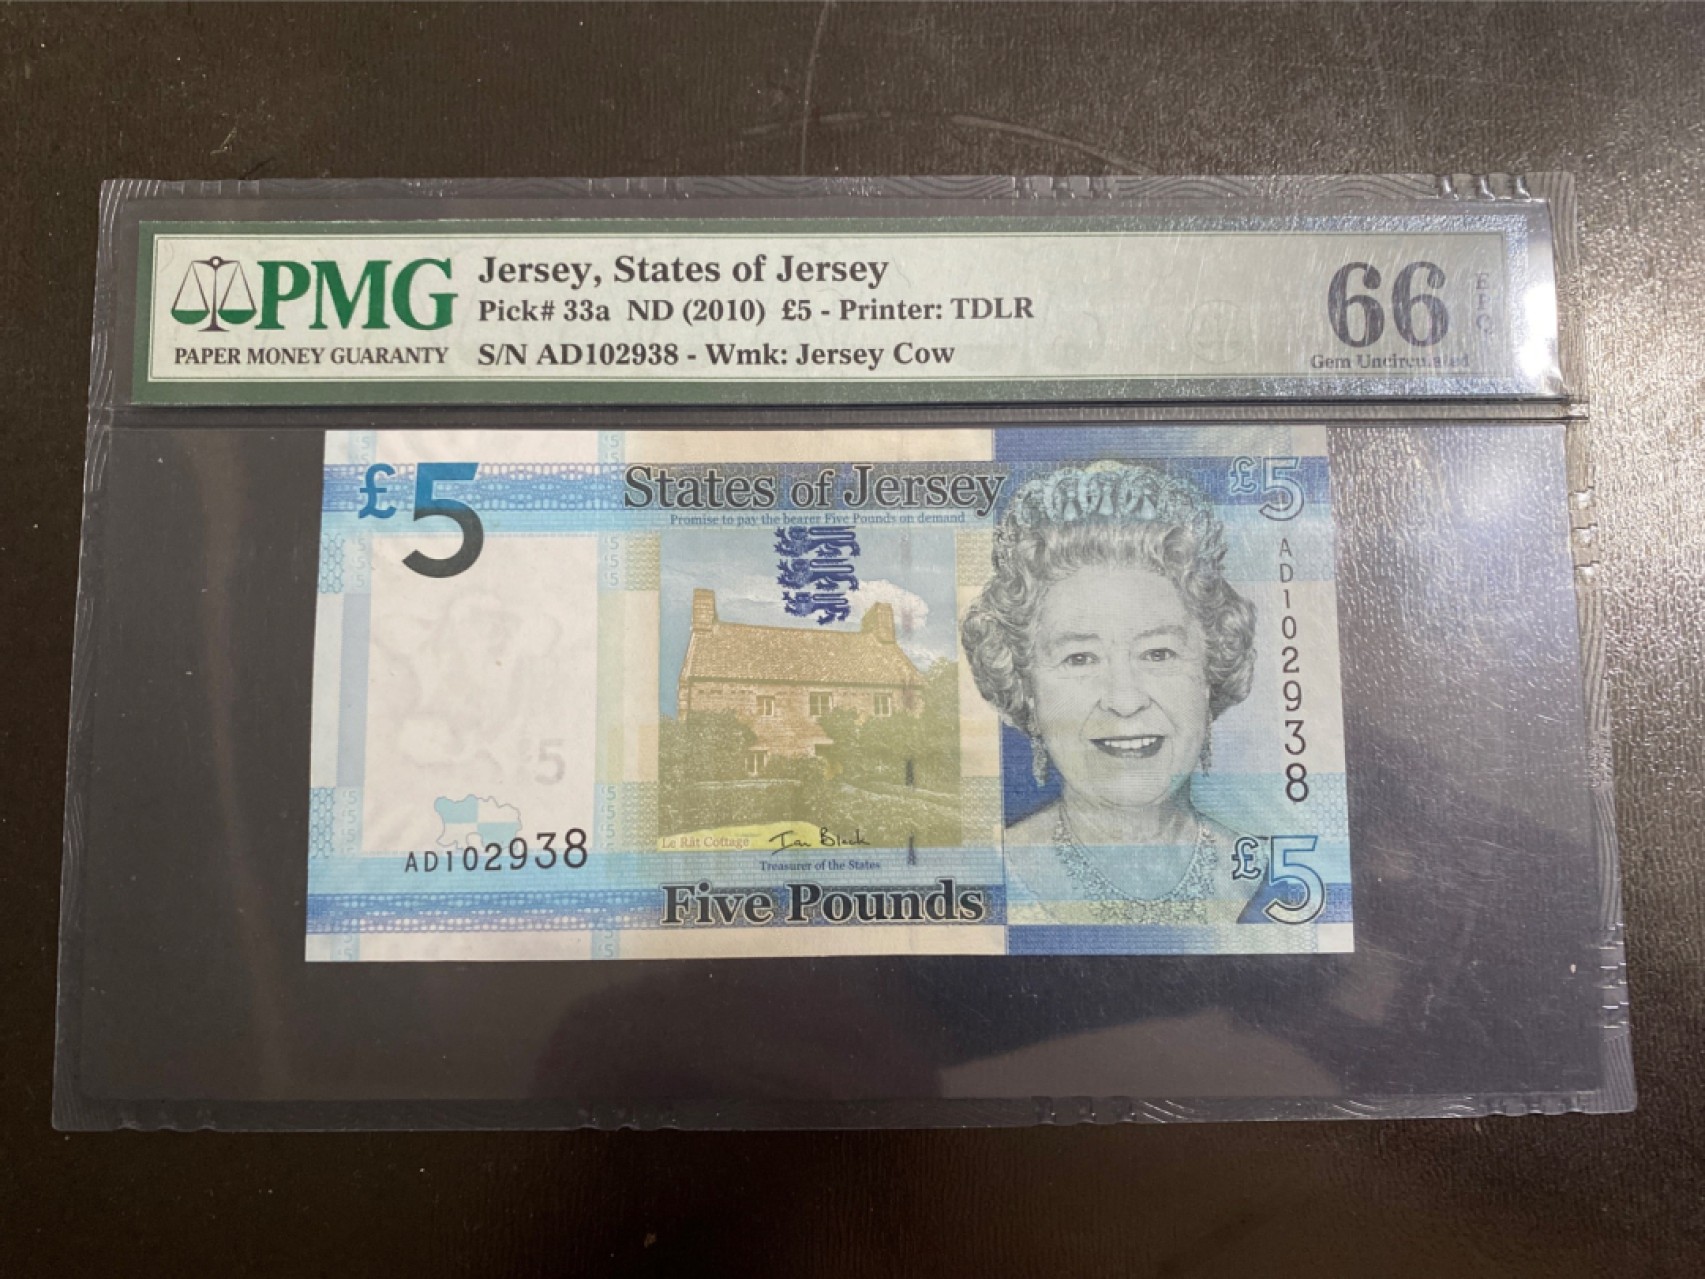 PMG
PAPER MONEY GUARANTY
Jersey, States of Jersey
Pick# 33a ND (2010) £5 - Printer: TDLR
S/N AD102938 - Wmk: Jersey Cow
66
EPQ
Gem Uncirculated
£5
States of Jersey
Promise to pay the bearer Five Pounds on demand
£5
AD102938
5
AD102938
Le Rât Cottage
Ian Black
Treasurer of the States
Five Pounds
£5